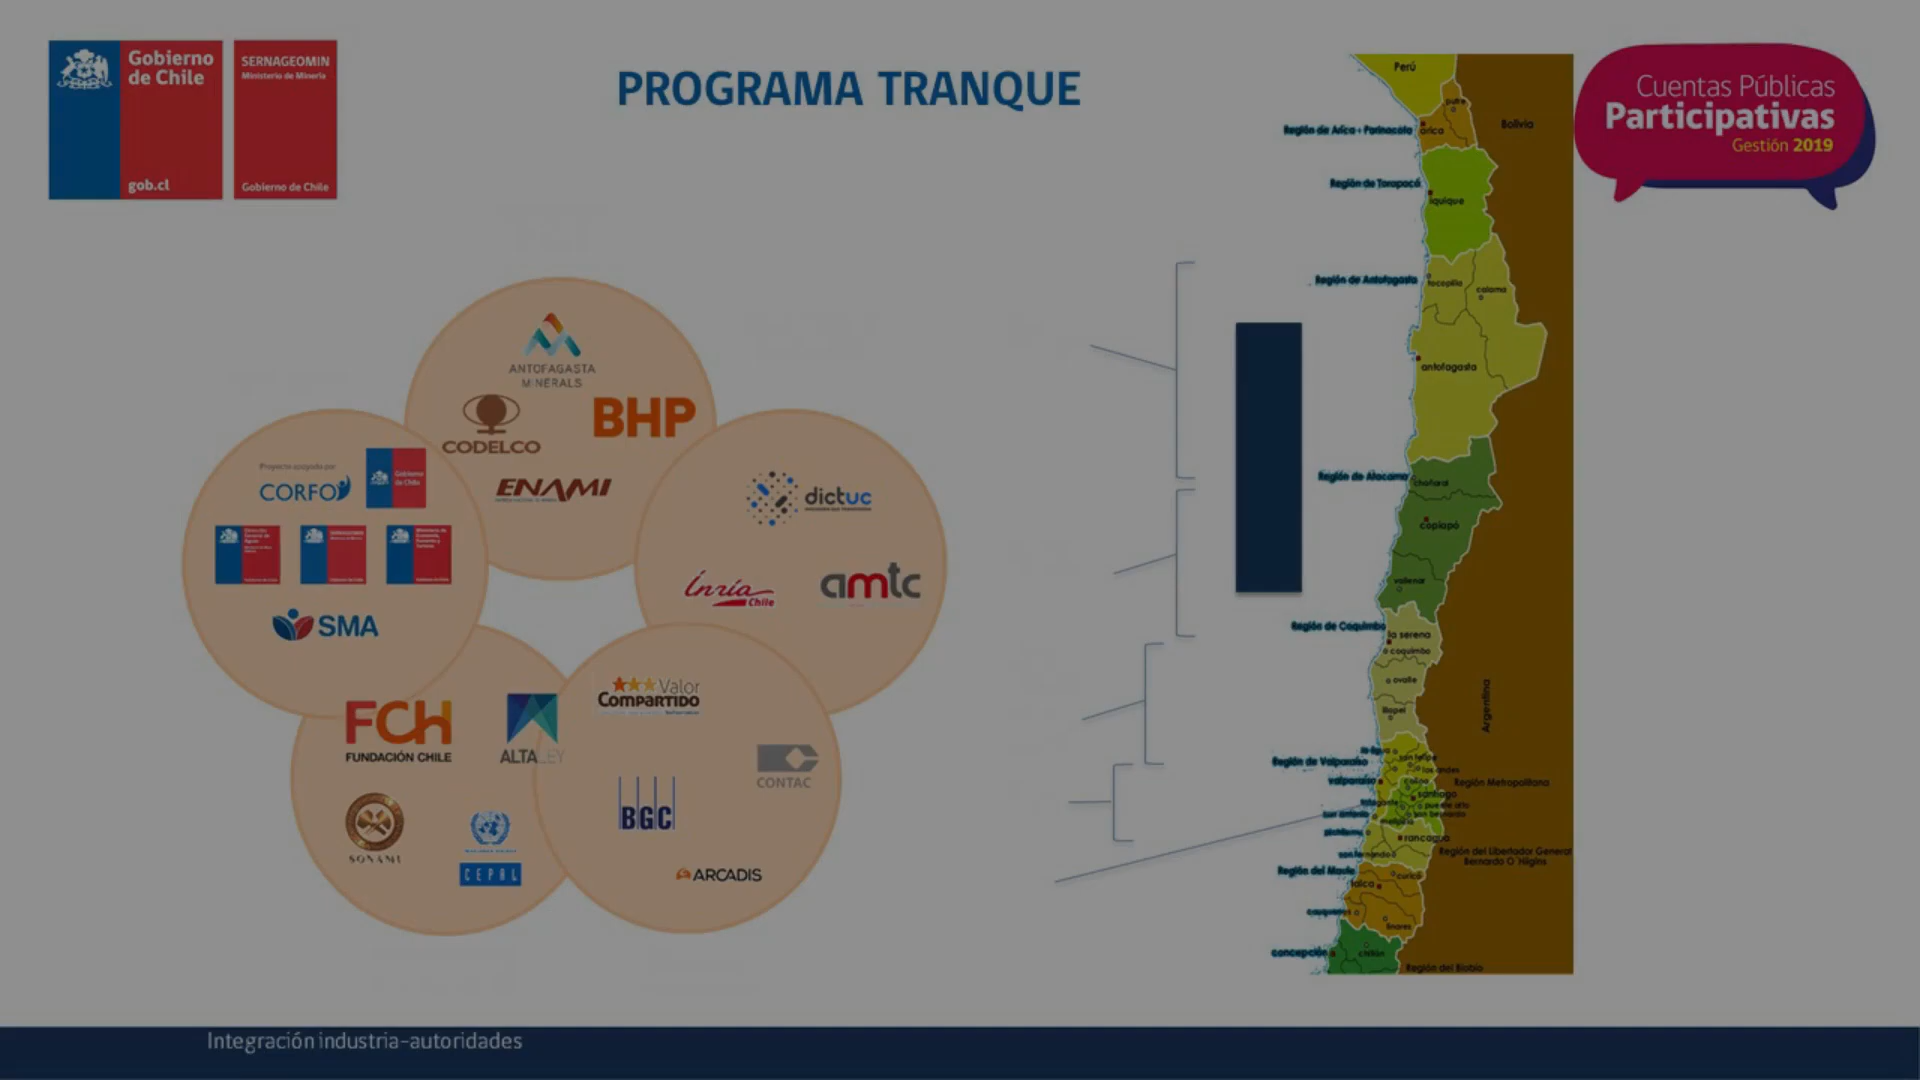 Gobierno
de Chile
gob.cl
SERNAGEOMIN
Ministerio de Minería
Gobierno de Chile
PROGRAMA TRANQUE
Cuentas Públicas
Participativas
Gestión 2019
ANTOFAGASTA
MINERALS
CODELCO
BHP
ENAMI
Proyecto apoyado por
CORFO
Gobierno
de Chile
SERNAGEOMIN
SMA
dictuc
Inria
Chile
amtc
FCh
FUNDACIÓN CHILE
ALTALEY
SONAMI
CEPAL
Valor
Compartido
CONTAC
BGC
ARCADIS
Perú
putre
Bolivia
Región de Arica - Parinacota
arica
Región de Tarapacá
iquique
Región de Antofagasta
tocopilla
calama
antofagasta
Región de Atacama
chañaral
copiapó
vallenar
Región de Coquimbo
la serena
coquimbo
ovalle
illapel
Argentina
Región de Valparaíso
san felipe
los andes
valparaíso
Región Metropolitana
santiago
puente alto
san bernardo
san antonio
melipilla
pichilemu
rancagua
san fernando
Región del Libertador General
Bernardo O´Higins
Región del Maule
curicó
talca
cauquenes
linares
concepción
chillán
Región del Biobío
Integración industria-autoridades